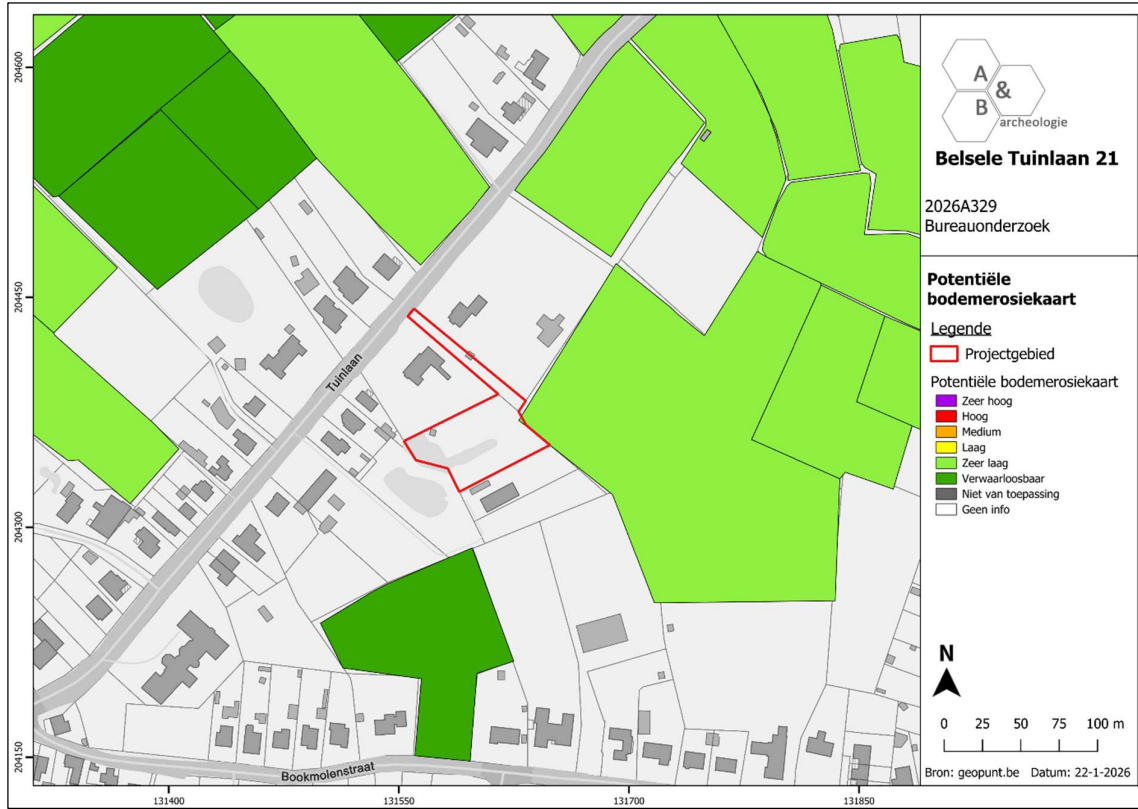 204600
204450
204300
204150
131400
131550
131700
131850
Tuinlaan
Bookmolenstraat
A
&
B
archeologie
Belsele Tuinlaan 21
2026A329
Bureauonderzoek
Potentiële
bodemerosiekaart
Legende
Projectgebied
Potentiële bodemerosiekaart
Zeer hoog
Hoog
Medium
Laag
Zeer laag
Verwaarloosbaar
Niet van toepassing
Geen info
N
0 25 50 75 100 m
Bron: geopunt.be Datum: 22-1-2026